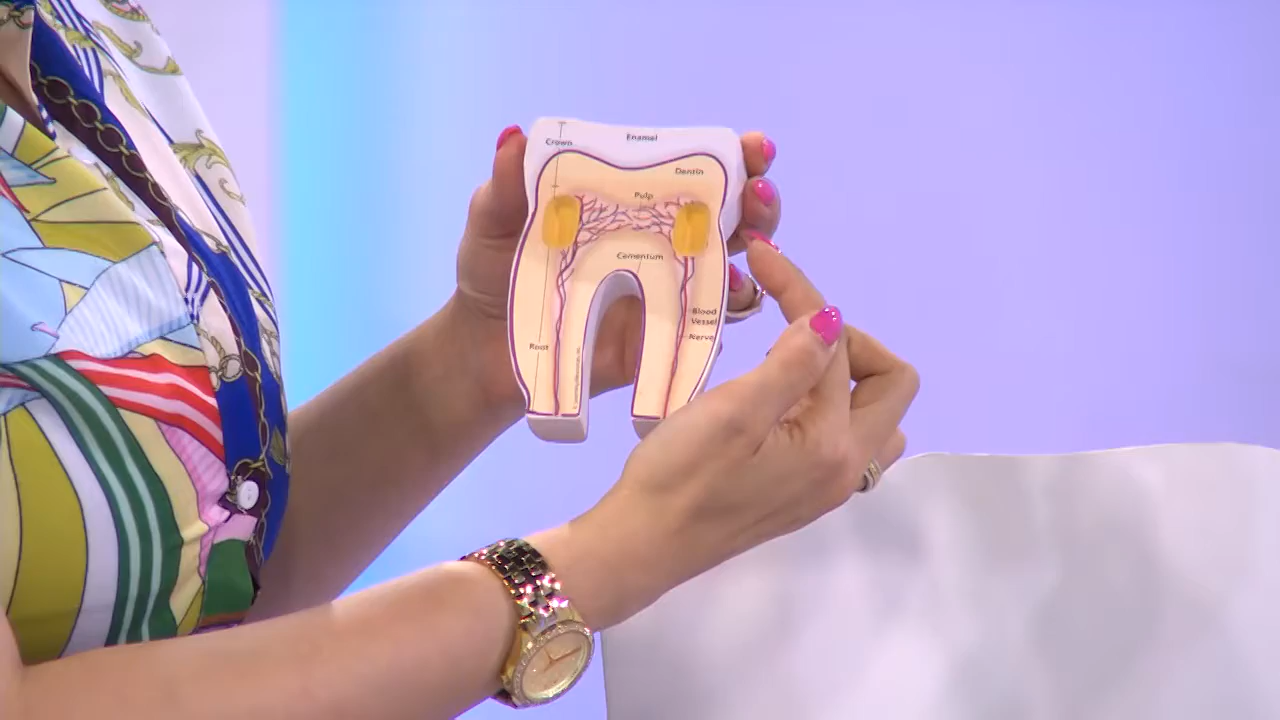 Crown
Enamel
Dentin
Pulp
Cementum
Blood
Vessel
Nerve
Root